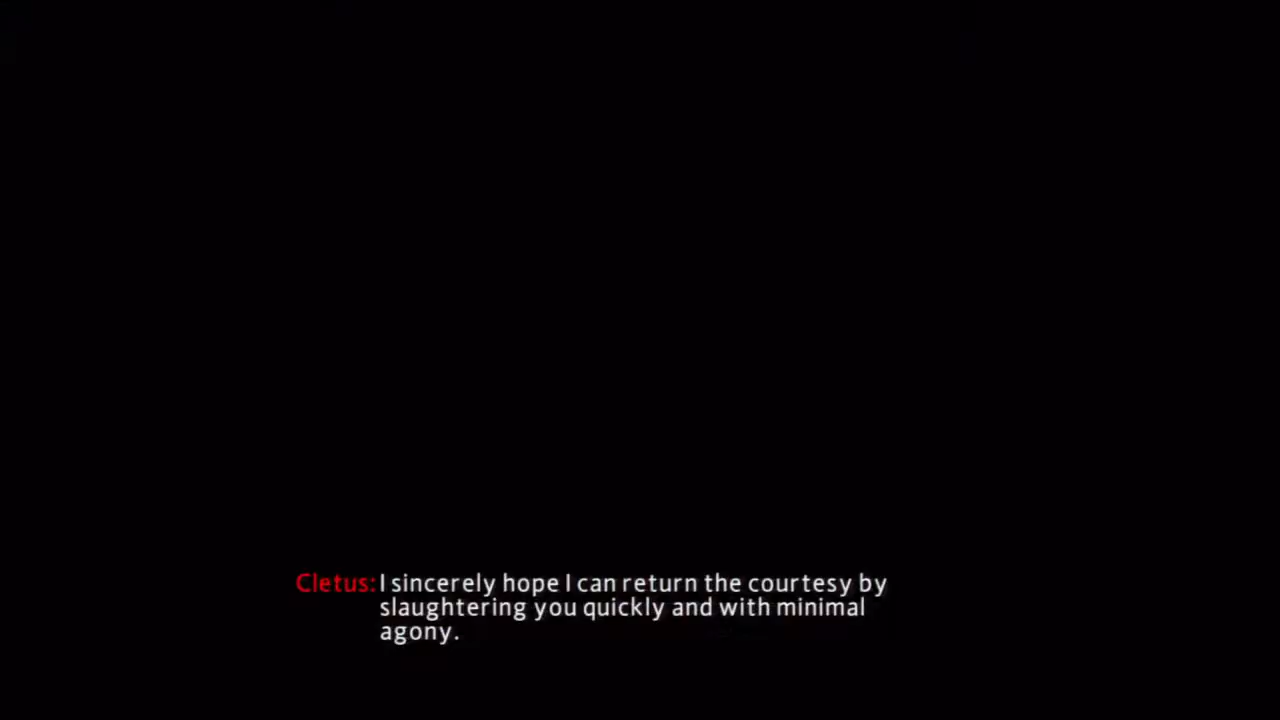 Cletus: I sincerely hope I can return the courtesy by
slaughtering you quickly and with minimal
agony.